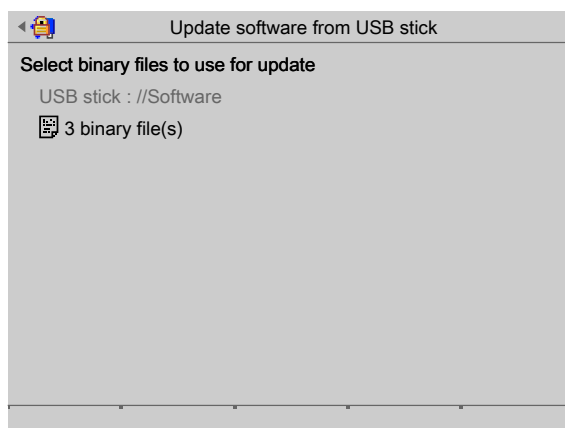 Update software from USB stick
Select binary files to use for update
USB stick : //Software
3 binary file(s)